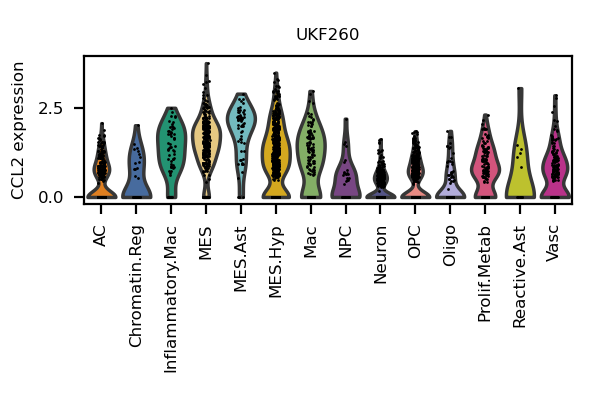 UKF260
CCL2 expression
2.5
0.0
AC
Chromatin.Reg
Inflammatory.Mac
MES
MES.Ast
MES.Hyp
Mac
NPC
Neuron
OPC
Oligo
Prolif.Metab
Reactive.Ast
Vasc